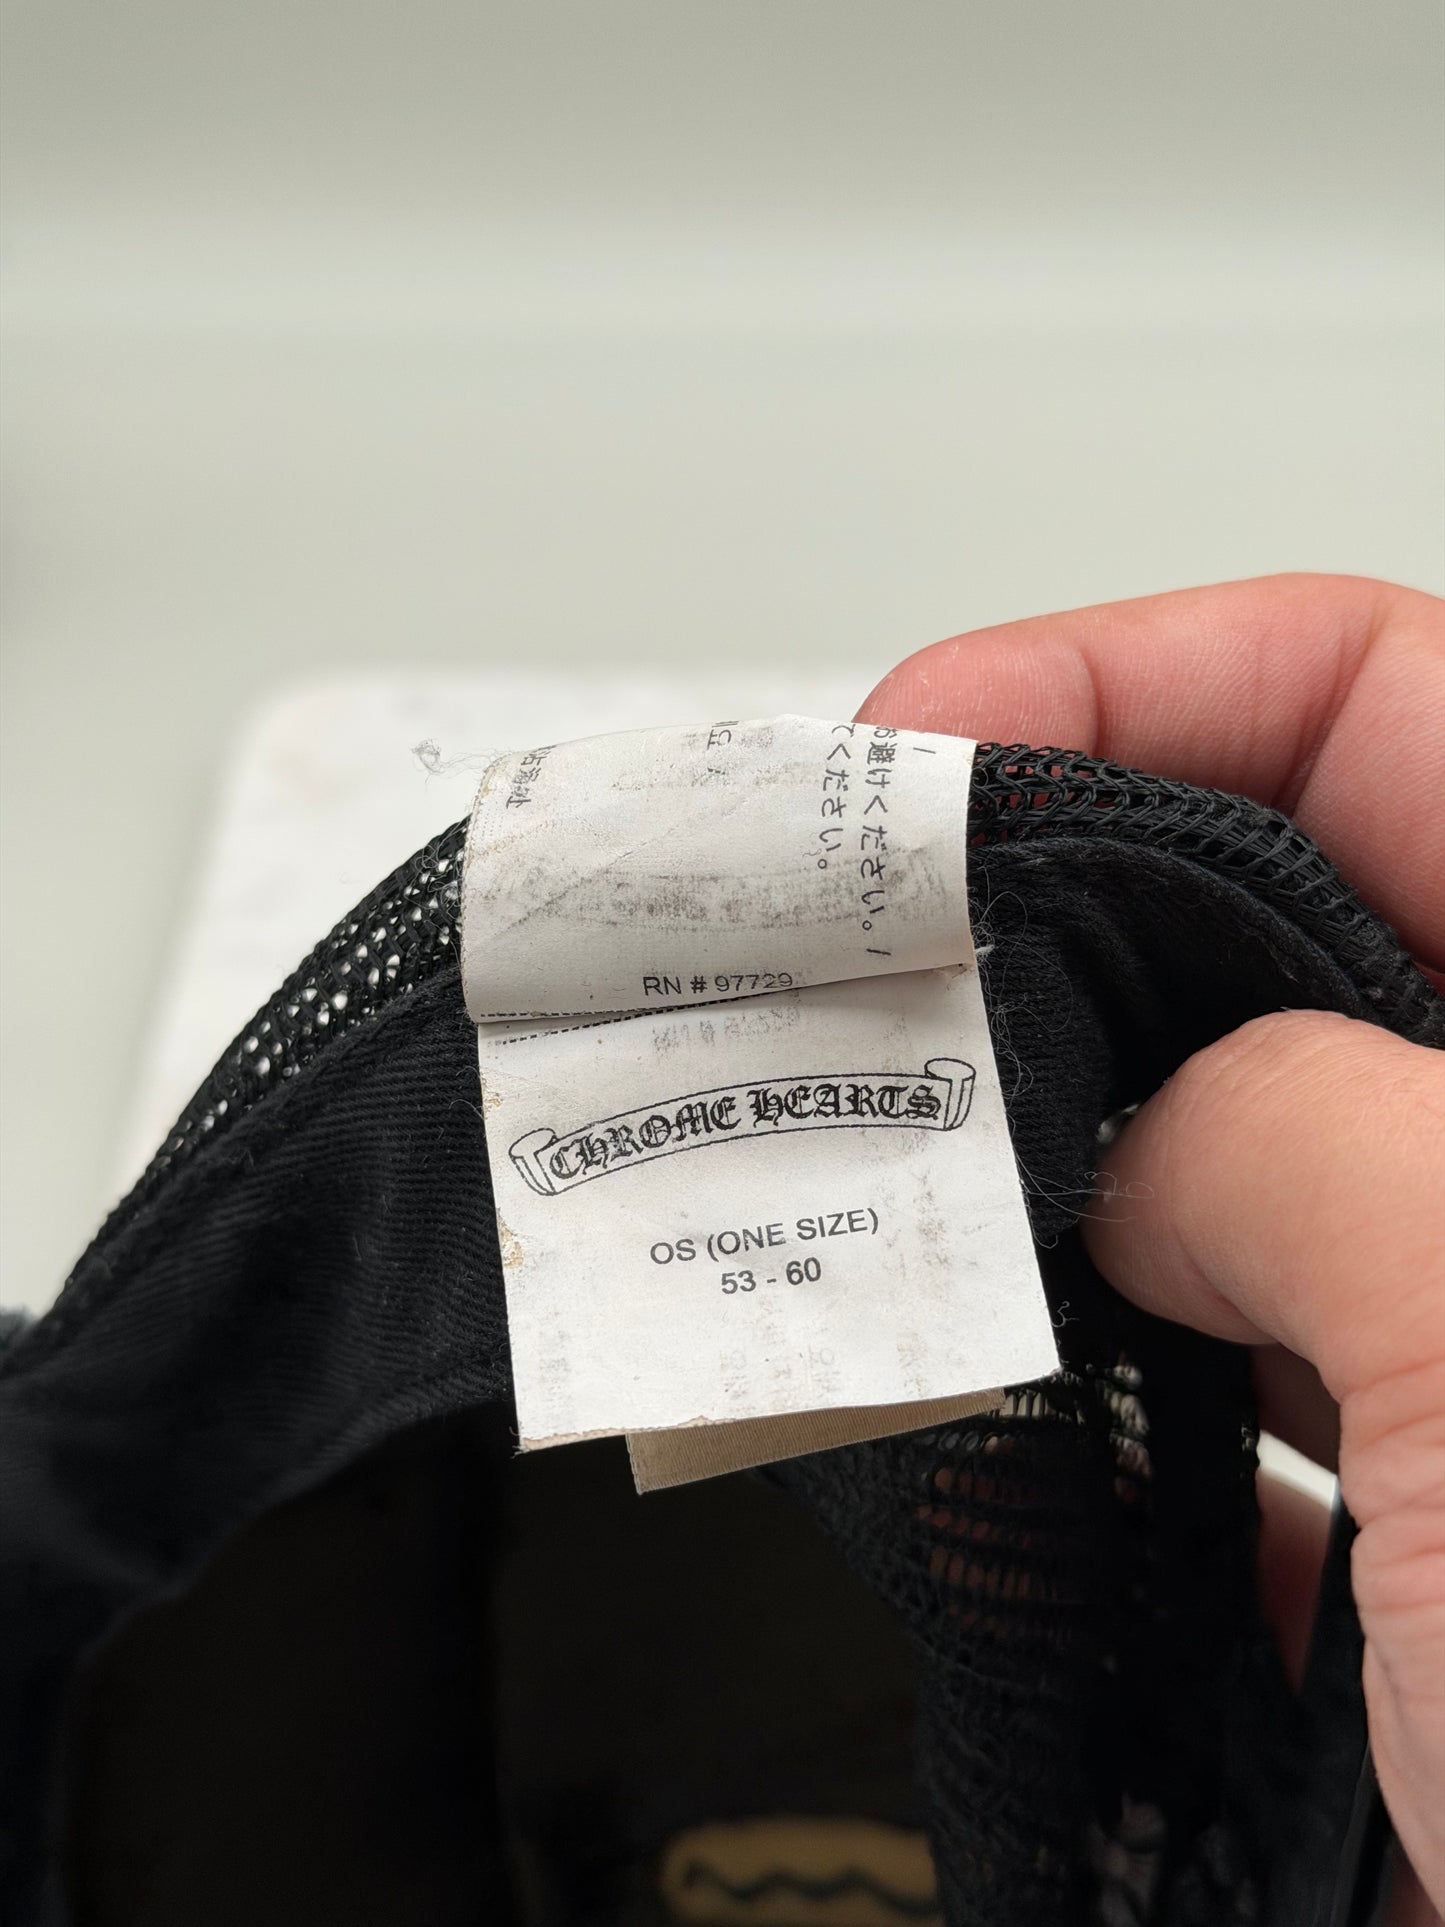 お避けください。/
てください。
RN # 97729
CHROME HEARTS
OS (ONE SIZE)
53 - 60